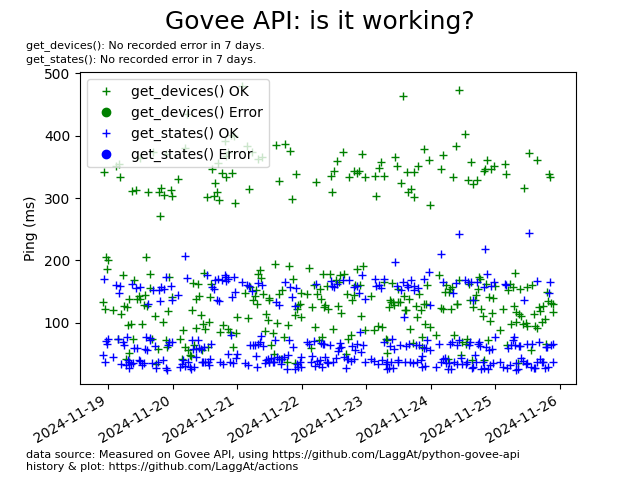 Govee API: is it working?
get_devices(): No recorded error in 7 days.
get_states(): No recorded error in 7 days.
get_devices() OK
get_devices() Error
get_states() OK
get_states() Error
Ping (ms)
500
400
300
200
100
2024-11-19
2024-11-20
2024-11-21
2024-11-22
2024-11-23
2024-11-24
2024-11-25
2024-11-26
data source: Measured on Govee API, using https://github.com/LaggAt/python-govee-api
history & plot: https://github.com/LaggAt/actions